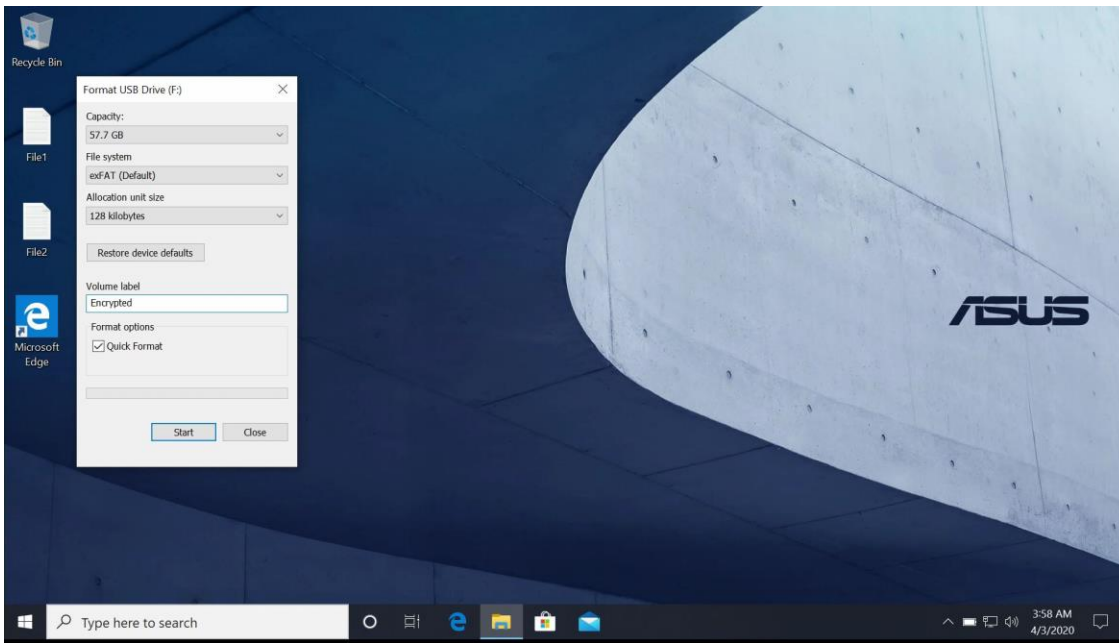 Recycle Bin
File1
File2
Microsoft
Edge
Format USB Drive (F:)
Capacity:
57.7 GB
File system
exFAT (Default)
Allocation unit size
128 kilobytes
Restore device defaults
Volume label
Encrypted
Format options
Quick Format
Start
Close
ASUS
Type here to search
3:58 AM
4/3/2020